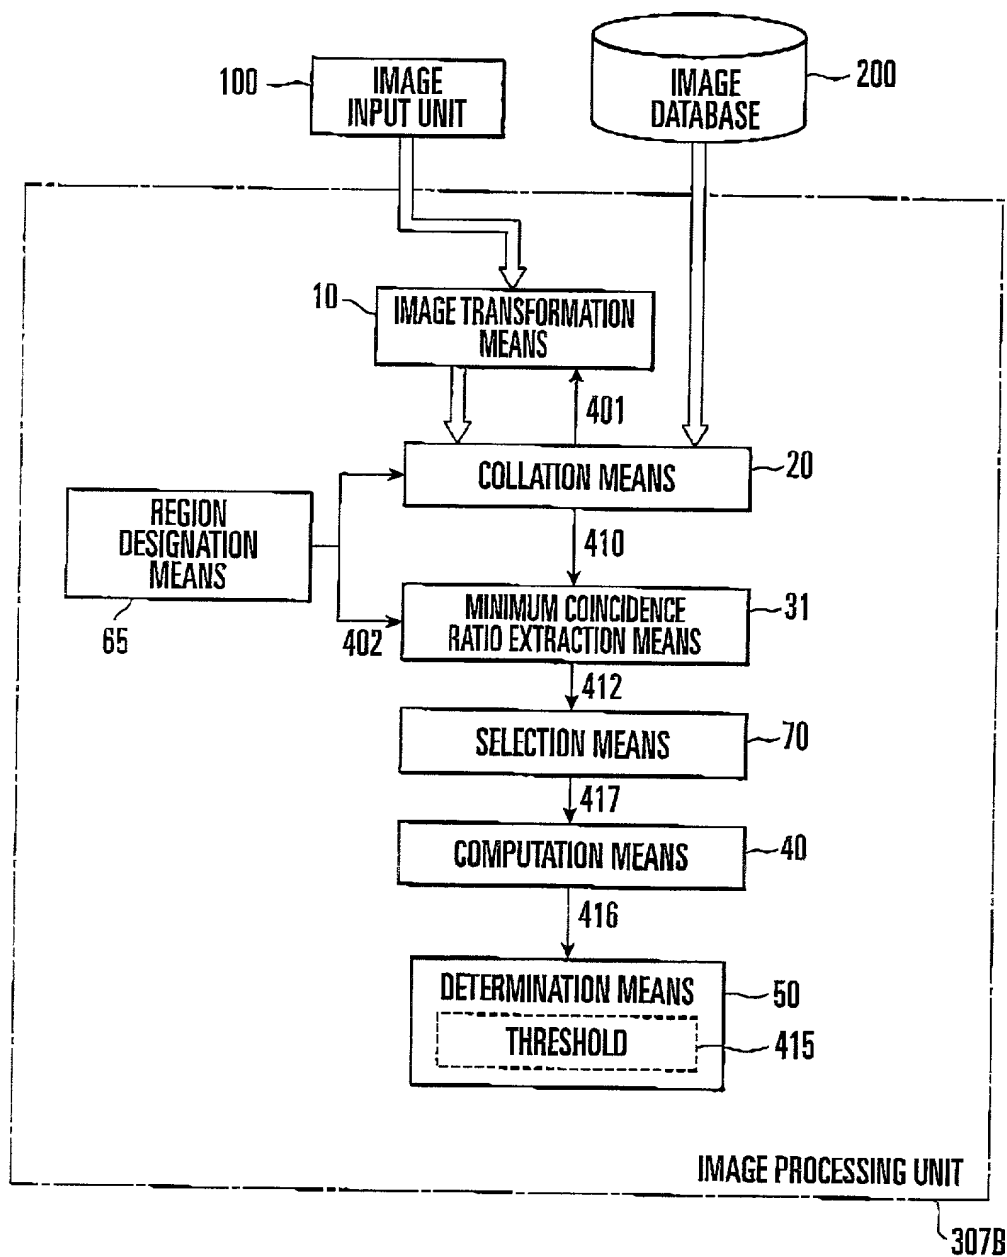 100
IMAGE
INPUT UNIT
IMAGE
DATABASE
200
10
IMAGE TRANSFORMATION
MEANS
401
COLLATION MEANS
20
REGION
DESIGNATION
MEANS
65
410
402
MINIMUM COINCIDENCE
RATIO EXTRACTION MEANS
31
412
SELECTION MEANS
70
417
COMPUTATION MEANS
40
416
DETERMINATION MEANS
50
THRESHOLD
415
IMAGE PROCESSING UNIT
307B